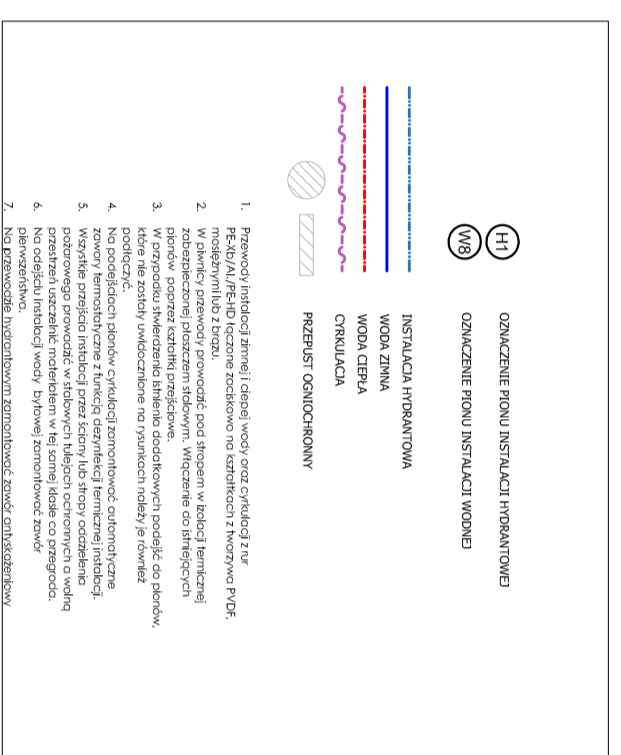 H1 OZNACZENIE PIONU INSTALACJI HYDRANTOWEJ
W8 OZNACZENIE PIONU INSTALACJI WODNEJ
INSTALACJA HYDRANTOWA
WODA ZIMNA
WODA CIEPŁA
CYRKULACJA
PRZEPUST OGNIOCHRONNY
1. Przewody instalacji zimnej i ciepej wody oraz cyrkulacji z rur
PE-Xb/AL/PE-HD łączone zaciskowo na kształtkach z tworzywa PVDF,
mosiężnymi lub z brązu.
2. W piwnicy przewody prowadzić pod stropem w izolacji termicznej
zabezpieczonej płaszczem stalowym. Włączenie do istniejących
pionów poprzez kształtki przejściowe.
3. W przypadku stwierdzenia istnienia dodatkowych podejść do pionów,
które nie zostały uwidocznione na rysunkach należy je również
podłączyć.
4. Na podejściach pionów cyrkulacji zamontować automatyczne
zawory termostatyczne z funkcją dezynfekcji termicznej instalacji.
5. Wszystkie przejścia instalacji przez ściany lub stropy oddzielenia
pożarowego prowadzić w stalowych tulejach ochronnych a wolną
przestrzeń uszczelnić materiałem w tej samej klasie co przegroda.
6. Na odejściu instalacji wody bytowej zamontować zawór
pierwszeństwa.
7. Na przewodzie hydrantowym zamontować zawór antyskażeniowy